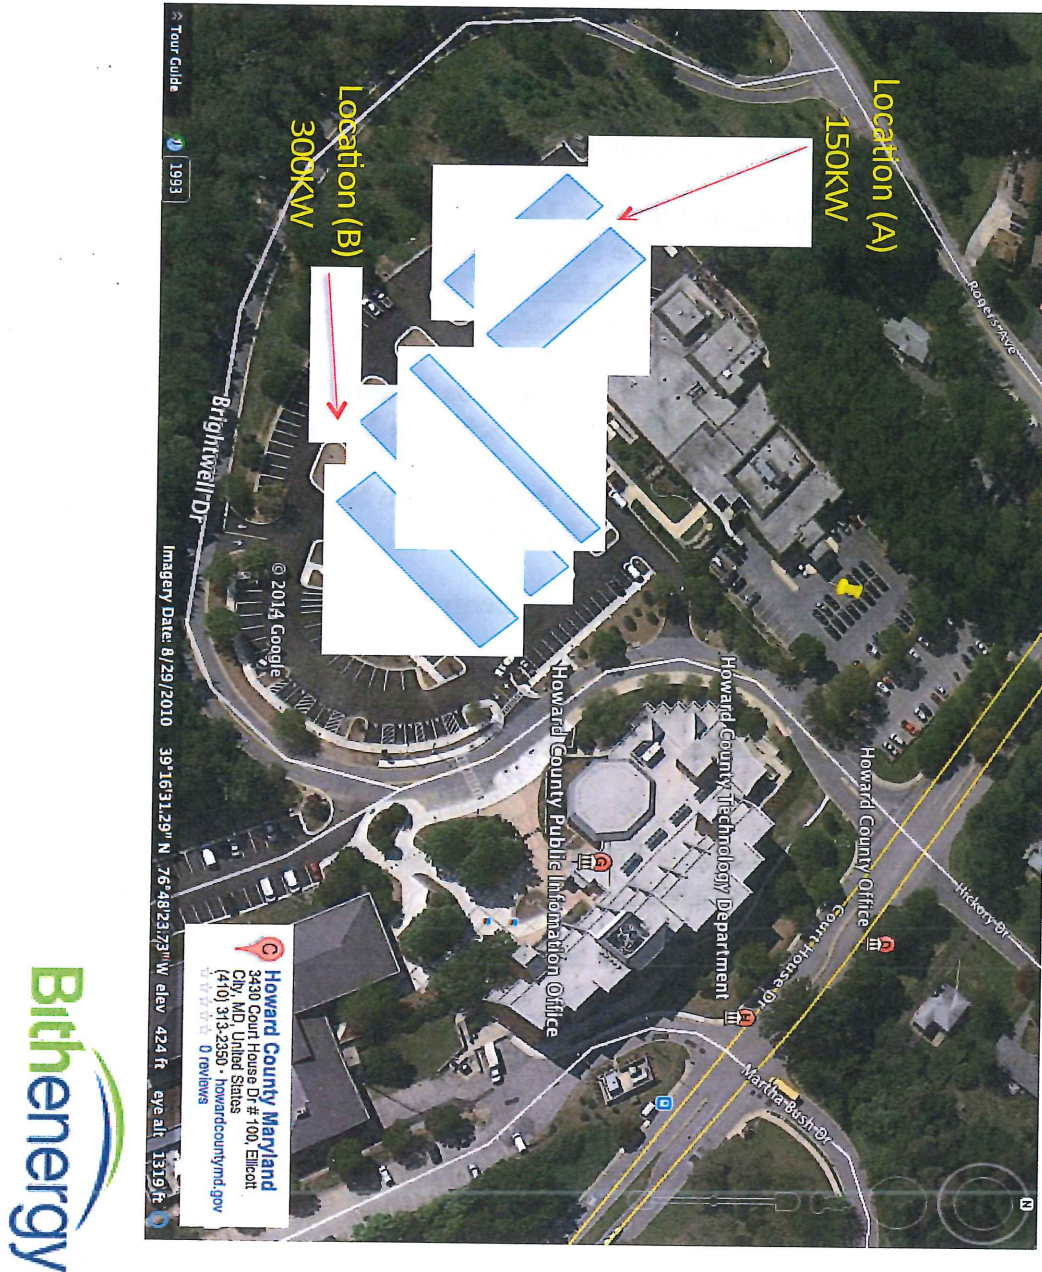 Location (A)
150KW
Location (B)
300KW
Rogers Ave
Brightwell Dr
© 2014 Google
Howard County Office
Howard County Technology Department
Howard County Public Infomation Office
Court House Dr
Hickory Dr
Martha Bush Dr
A
H
G
N
C
Howard County Maryland
3430 Court House Dr # 100, Ellicott
City, MD, United States
(410) 313-2350 - howardcountymd.gov
0 reviews
Tour Guide
1993
Imagery Date: 8/29/2010 39°16'31.29" N 76°48'23.73" W elev 424 ft eye alt 1319 ft
Bithenergy